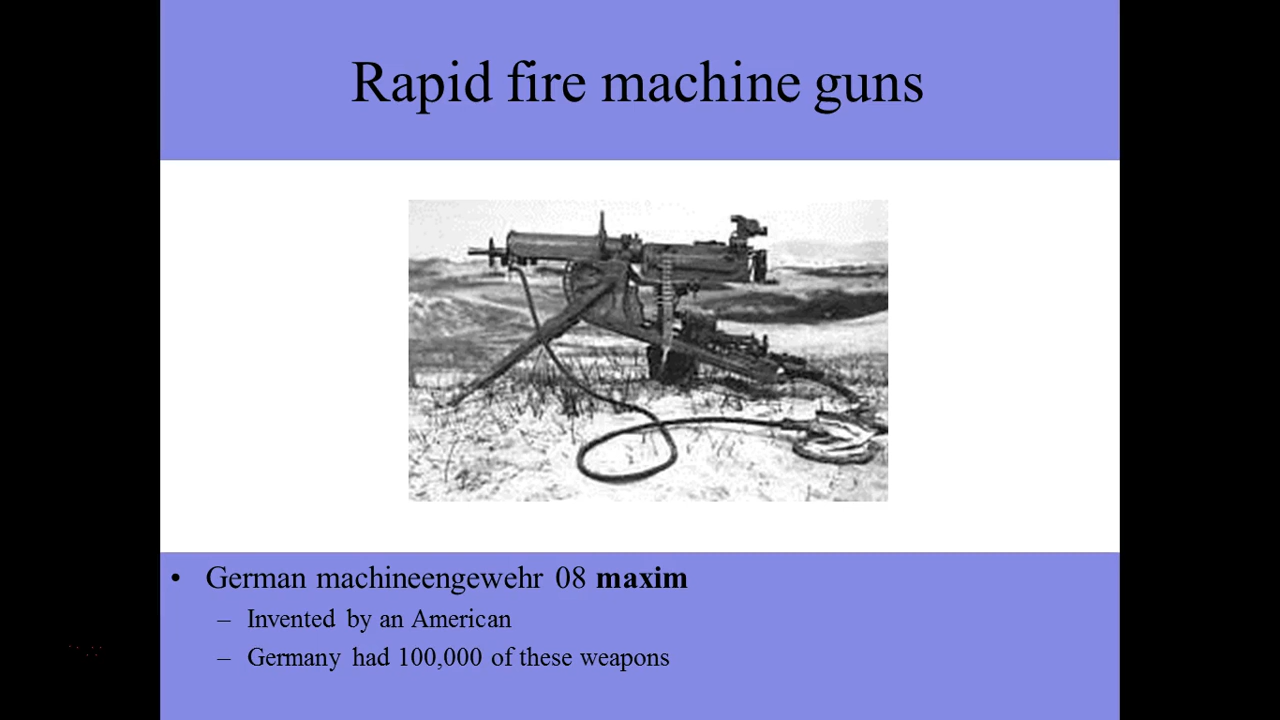 Rapid fire machine guns
• German machineengewehr 08 maxim
– Invented by an American
– Germany had 100,000 of these weapons